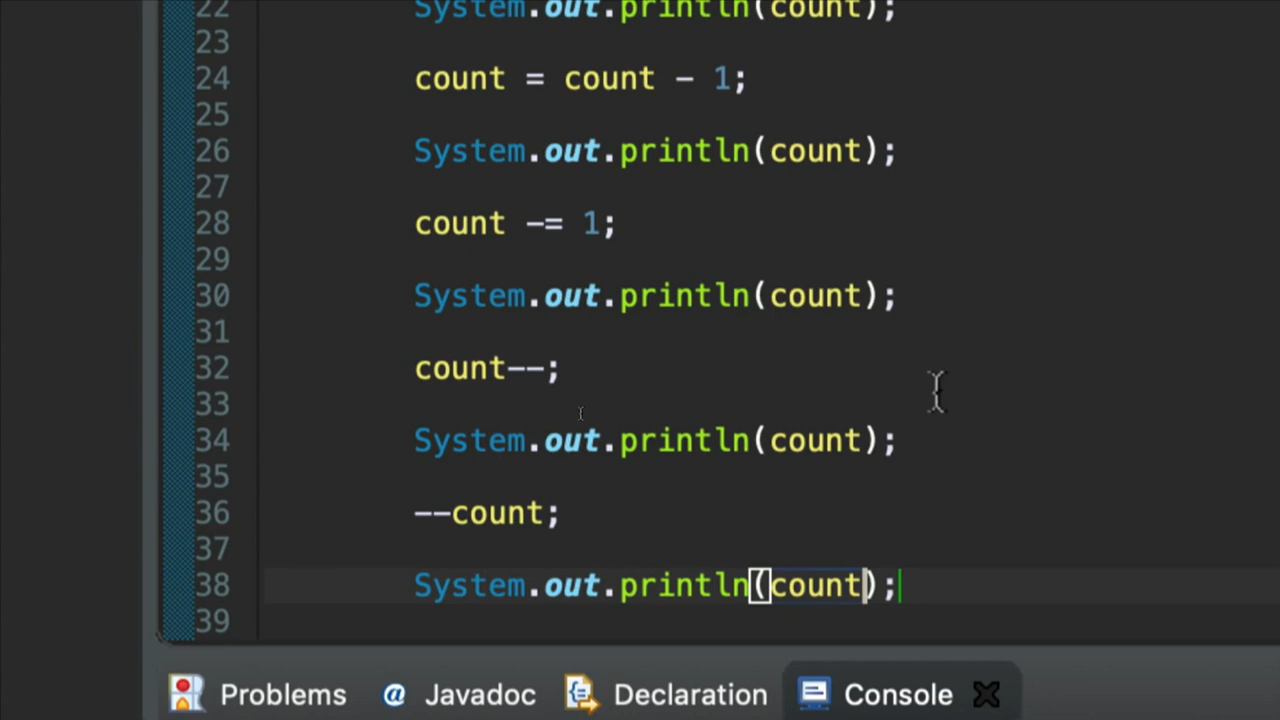 22 System.out.println(count);
23
24 count = count - 1;
25
26 System.out.println(count);
27
28 count -= 1;
29
30 System.out.println(count);
31
32 count--;
33
34 System.out.println(count);
35
36 --count;
37
38 System.out.println(count);
39
Problems @ Javadoc Declaration Console